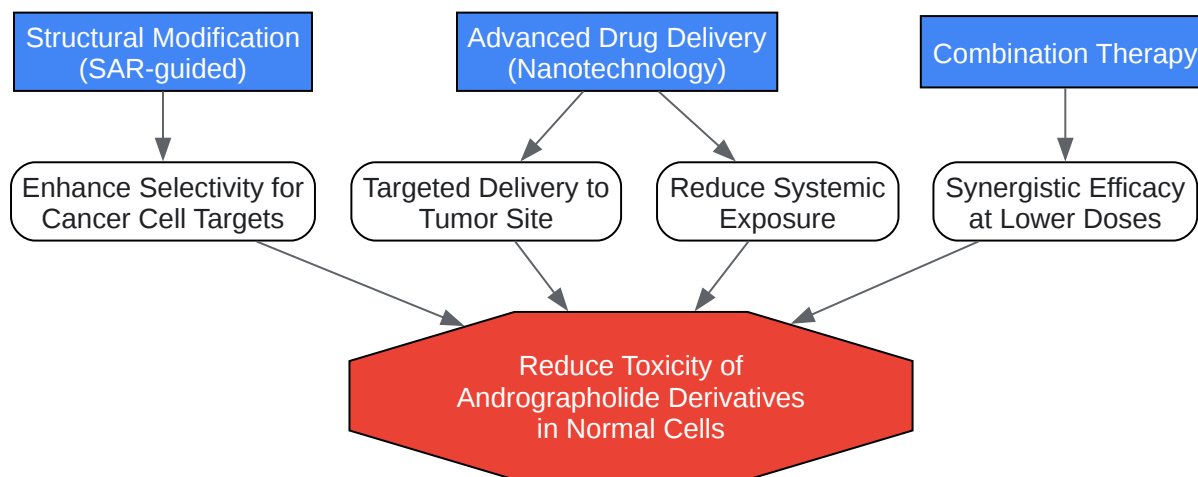 Structural Modification
(SAR-guided)
Advanced Drug Delivery
(Nanotechnology)
Combination Therapy
Enhance Selectivity for
Cancer Cell Targets
Targeted Delivery to
Tumor Site
Reduce Systemic
Exposure
Synergistic Efficacy
at Lower Doses
Reduce Toxicity of
Andrographolide Derivatives
in Normal Cells